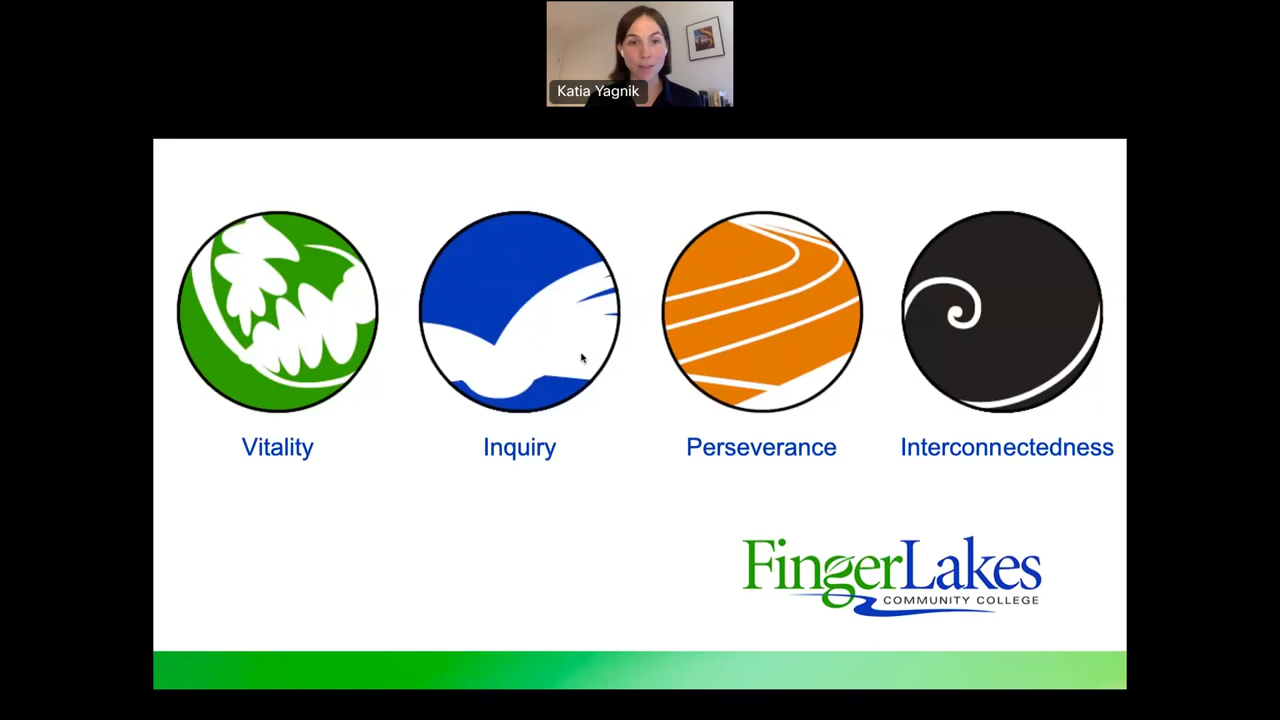 Katia Yagnik
Vitality
Inquiry
Perseverance
Interconnectedness
FingerLakes
COMMUNITY COLLEGE